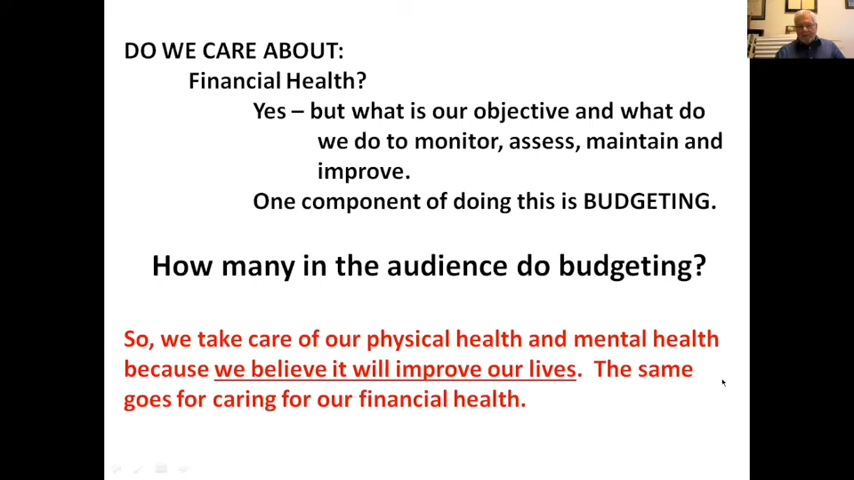 DO WE CARE ABOUT:
Financial Health?
Yes – but what is our objective and what do
we do to monitor, assess, maintain and
improve.
One component of doing this is BUDGETING.
How many in the audience do budgeting?
So, we take care of our physical health and mental health
because we believe it will improve our lives. The same
goes for caring for our financial health.